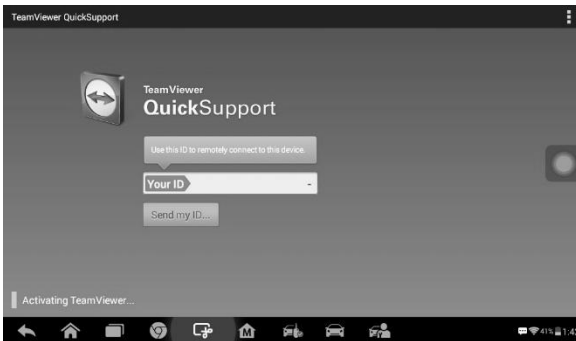 TeamViewer QuickSupport
TeamViewer
QuickSupport
Use this ID to remotely connect to this device.
Your ID -
Send my ID...
Activating TeamViewer...
M
41%